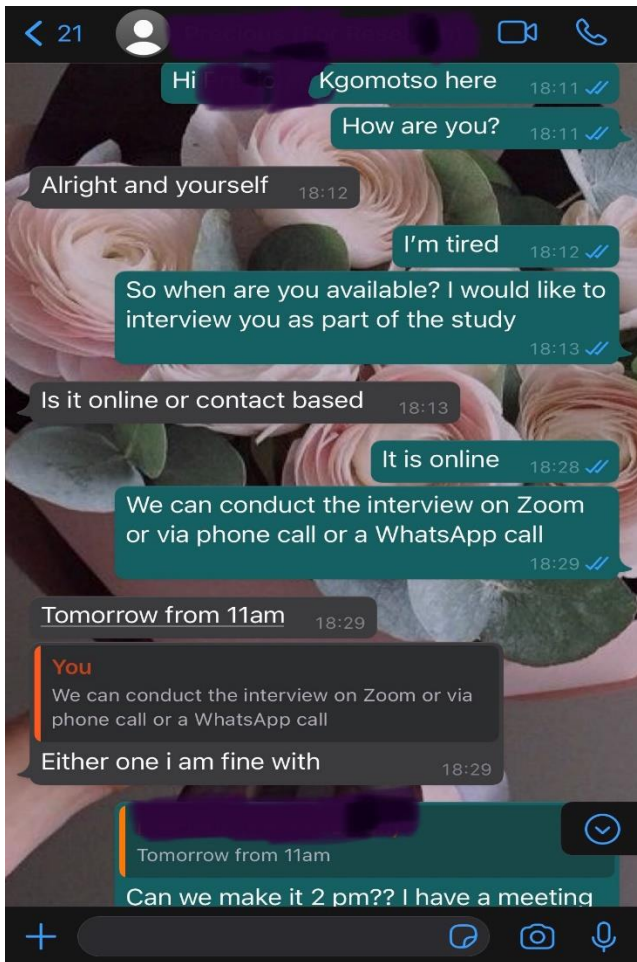 21
Hi Kgomotso here 18:11
How are you? 18:11
Alright and yourself 18:12
I'm tired 18:12
So when are you available? I would like to
interview you as part of the study
18:13
Is it online or contact based 18:13
It is online 18:28
We can conduct the interview on Zoom
or via phone call or a WhatsApp call
18:29
Tomorrow from 11am 18:29
You
We can conduct the interview on Zoom or via
phone call or a WhatsApp call
Either one i am fine with 18:29
Tomorrow from 11am
Can we make it 2 pm?? I have a meeting